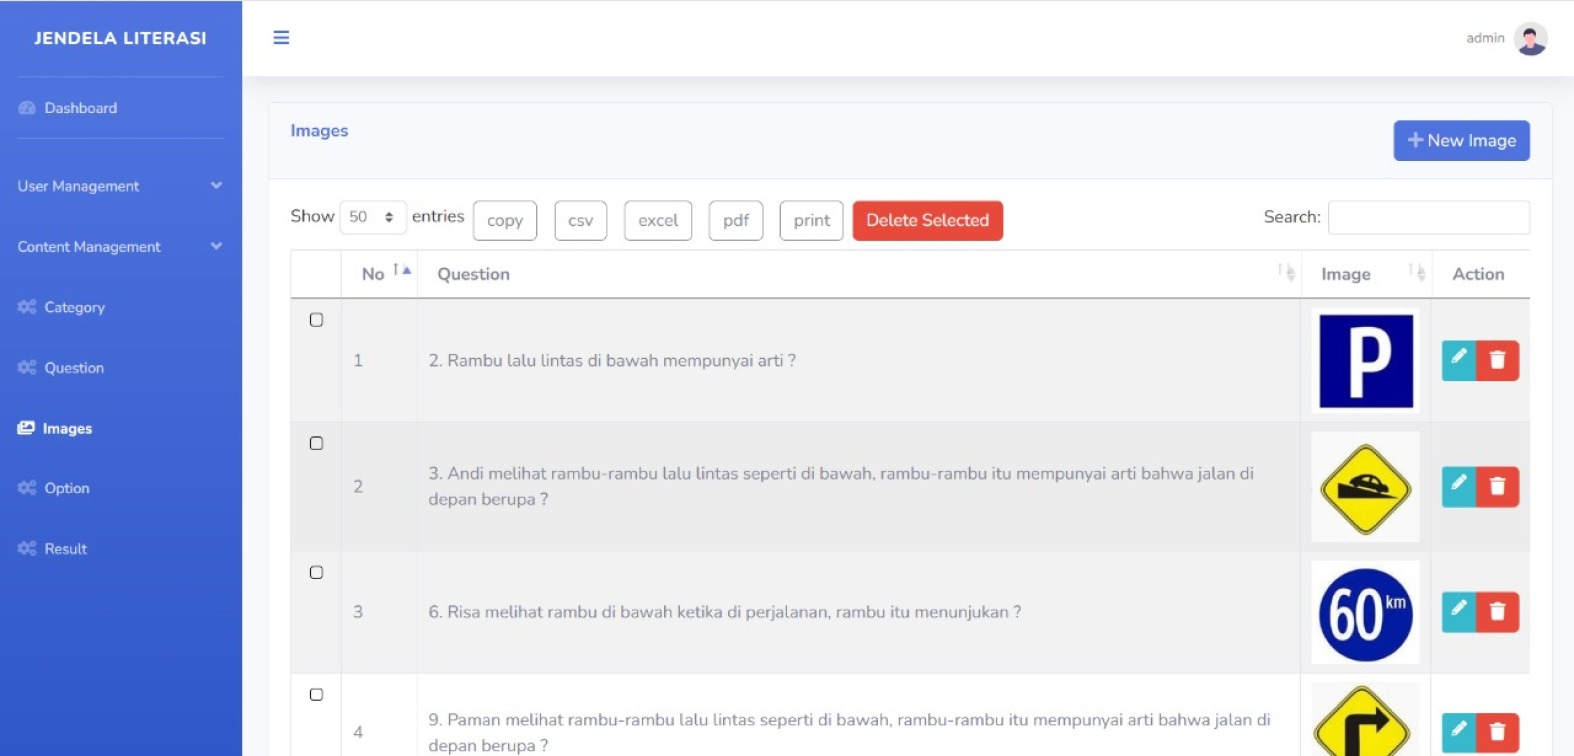 JENDELA LITERASI
admin
Dashboard
User Management
Content Management
Category
Question
Images
Option
Result
Images
New Image
Show 50 entries copy csv excel pdf print Delete Selected Search:
No Question Image Action
1 2. Rambu lalu lintas di bawah mempunyai arti ? P
2 3. Andi melihat rambu-rambu lalu lintas seperti di bawah, rambu-rambu itu mempunyai arti bahwa jalan di
depan berupa ?
3 6. Risa melihat rambu di bawah ketika di perjalanan, rambu itu menunjukan ? 60 km
4 9. Paman melihat rambu-rambu lalu lintas seperti di bawah, rambu-rambu itu mempunyai arti bahwa jalan di
depan berupa ?